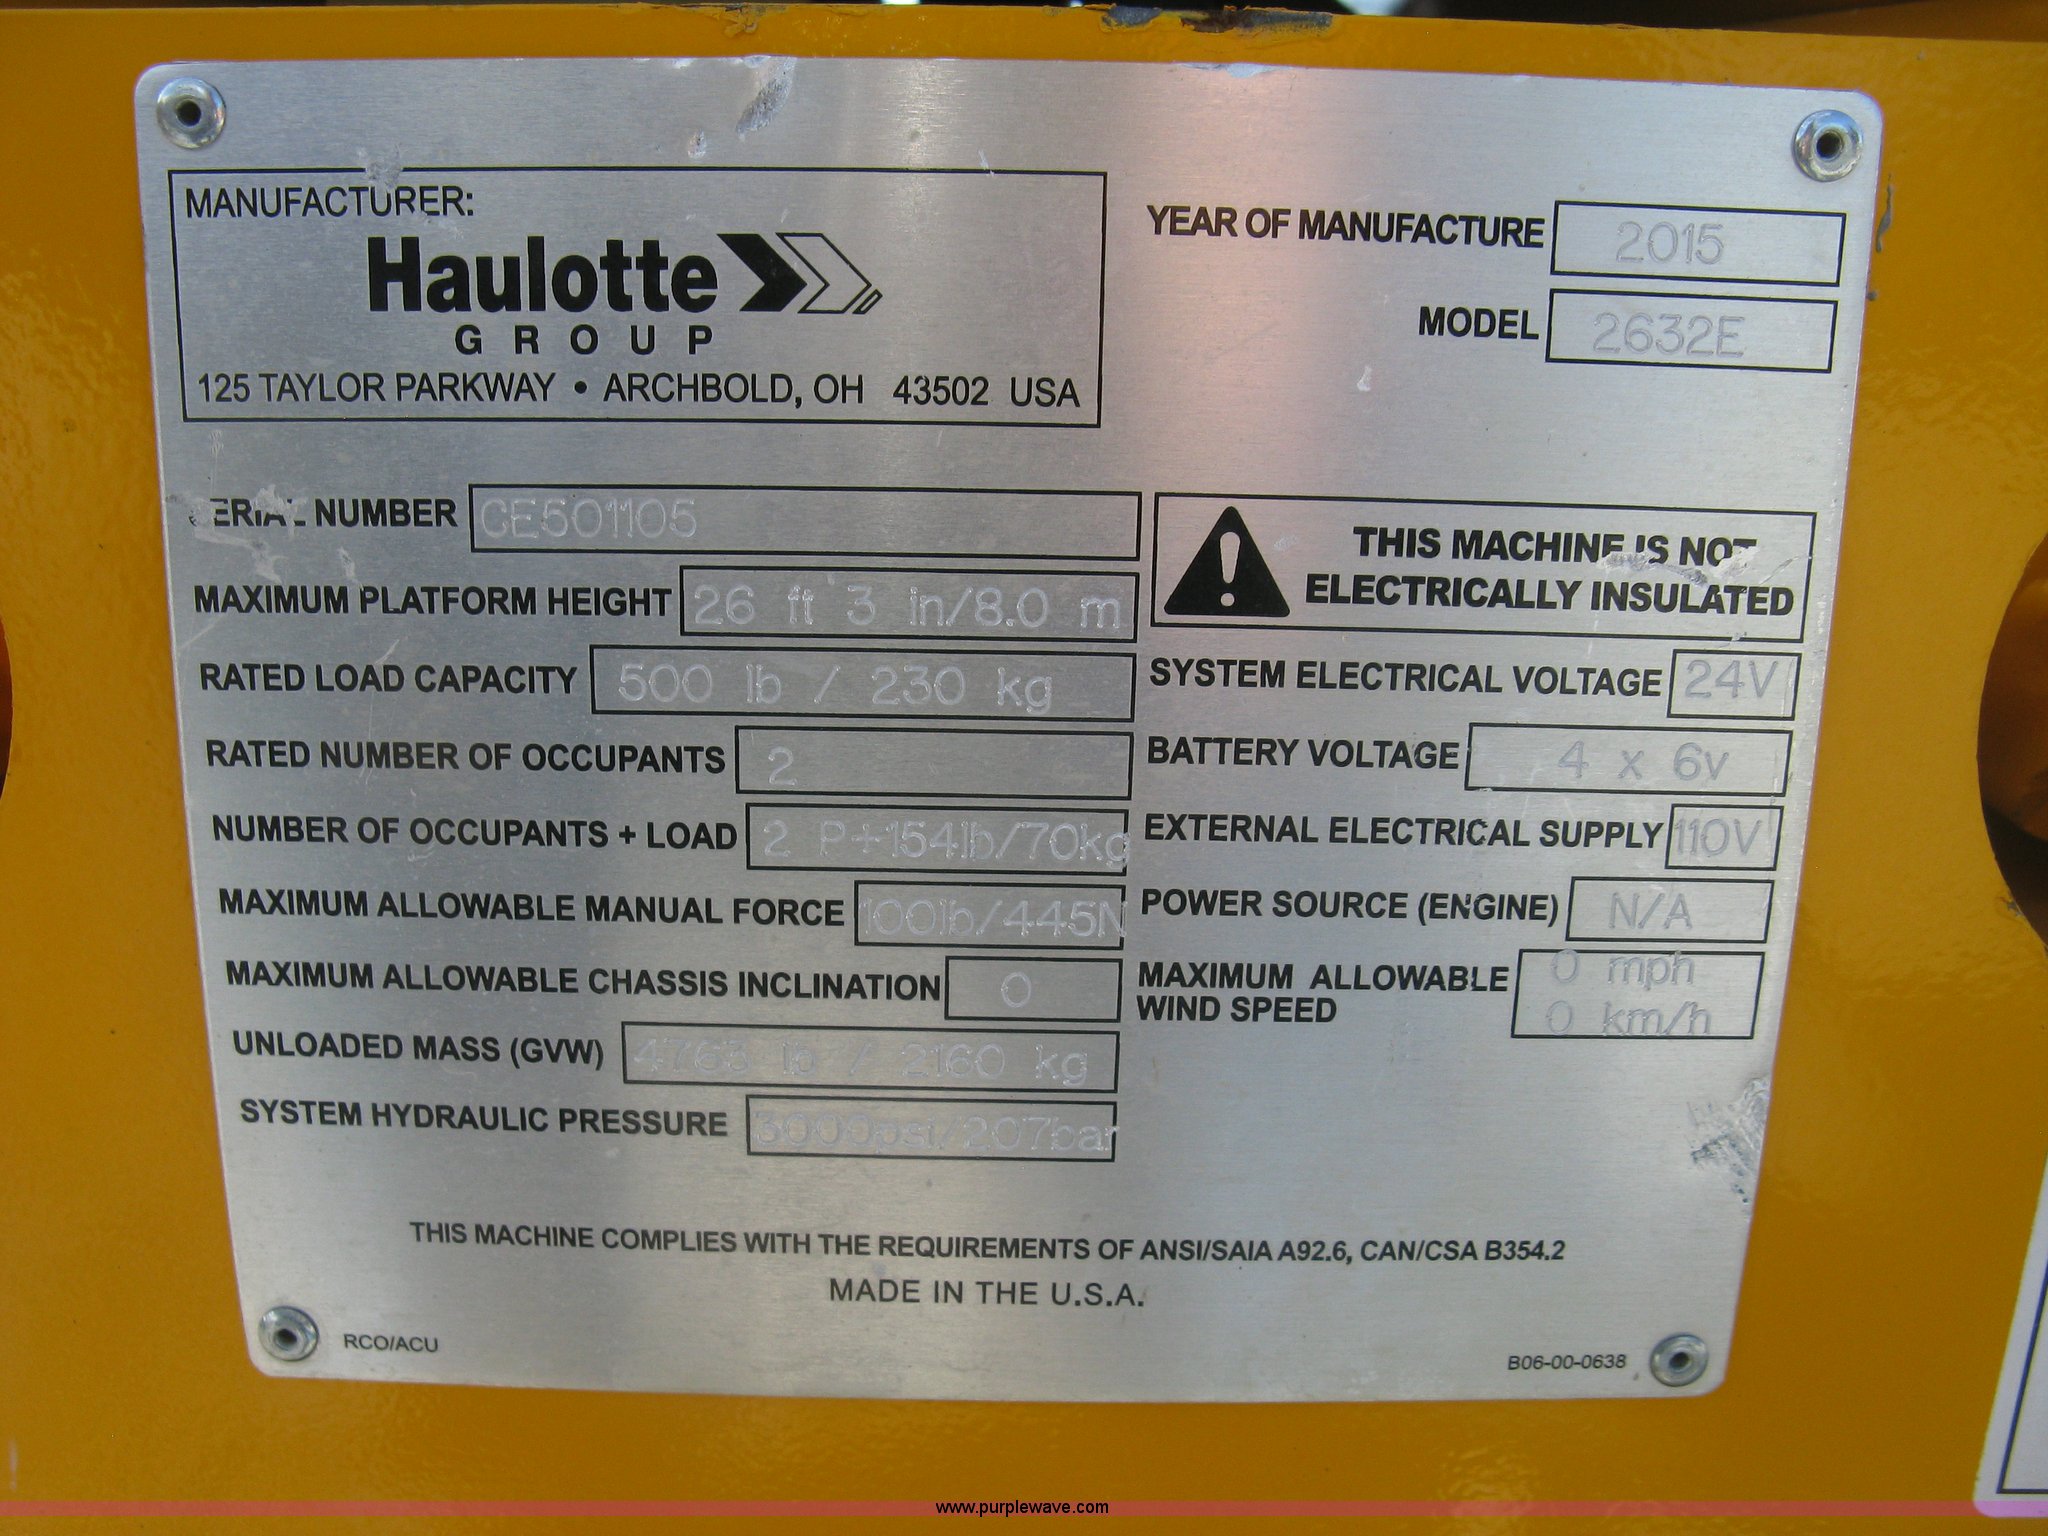 MANUFACTURER:
Haulotte
GROUP
125 TAYLOR PARKWAY • ARCHBOLD, OH 43502 USA
YEAR OF MANUFACTURE 2015
MODEL 2632E
SERIAL NUMBER CE501105
MAXIMUM PLATFORM HEIGHT 26 ft 3 in/8.0 m
RATED LOAD CAPACITY 500 lb / 230 kg
RATED NUMBER OF OCCUPANTS 2
NUMBER OF OCCUPANTS + LOAD 2 P+154lb/70kg
MAXIMUM ALLOWABLE MANUAL FORCE 100lb/445N
MAXIMUM ALLOWABLE CHASSIS INCLINATION 0
UNLOADED MASS (GVW) 4763 lb / 2160 kg
SYSTEM HYDRAULIC PRESSURE 3000psi/207bar
THIS MACHINE IS NOT
ELECTRICALLY INSULATED
SYSTEM ELECTRICAL VOLTAGE 24V
BATTERY VOLTAGE 4 x 6v
EXTERNAL ELECTRICAL SUPPLY 110V
POWER SOURCE (ENGINE) N/A
MAXIMUM ALLOWABLE 0 mph
WIND SPEED 0 km/h
THIS MACHINE COMPLIES WITH THE REQUIREMENTS OF ANSI/SAIA A92.6, CAN/CSA B354.2
MADE IN THE U.S.A.
RCO/ACU
B06-00-0638
www.purplewave.com